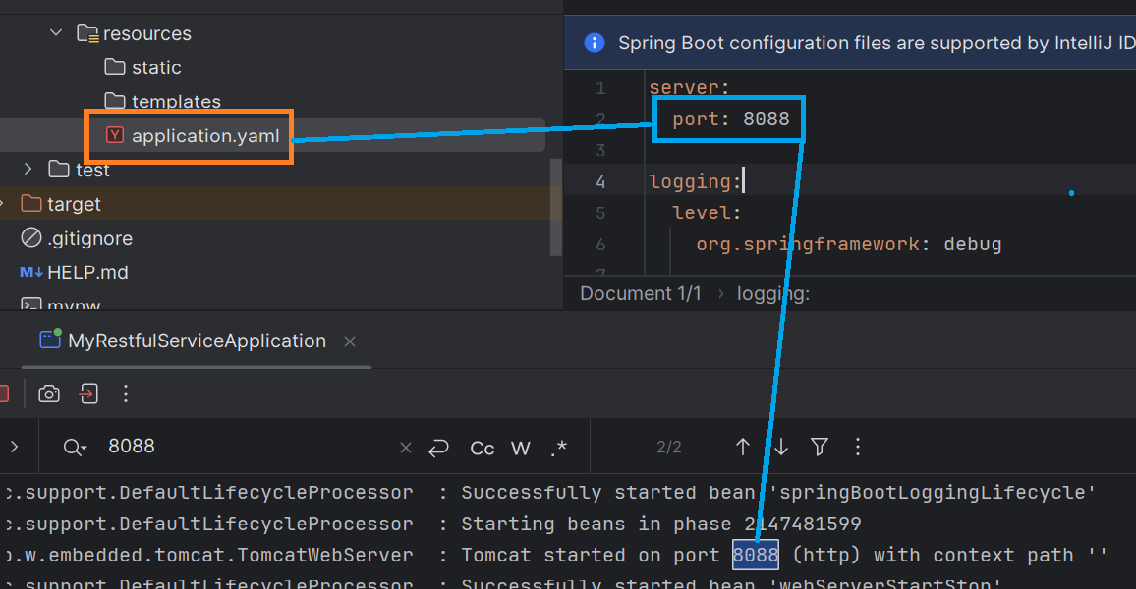 resources
static
templates
application.yaml
test
target
.gitignore
M↓ HELP.md
mvnw
Spring Boot configuration files are supported by IntelliJ ID
1 server:
2 port: 8088
3
4 logging:
5 level:
6 org.springframework: debug
7
Document 1/1 › logging:
MyRestfulServiceApplication
8088
Cc W .* 2/2
c.support.DefaultLifecycleProcessor : Successfully started bean 'springBootLoggingLifecycle'
c.support.DefaultLifecycleProcessor : Starting beans in phase 2147481599
o.w.embedded.tomcat.TomcatWebServer : Tomcat started on port 8088 (http) with context path ''
c.support.DefaultLifecycleProcessor : Successfully started bean 'webServerStartStop'